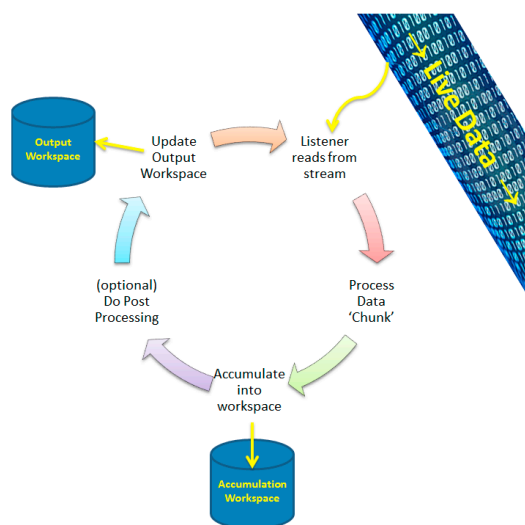 Live Data
Output
Workspace
Update
Output
Workspace
Listener
reads from
stream
(optional)
Do Post
Processing
Process
Data
‘Chunk’
Accumulate
into
workspace
Accumulation
Workspace